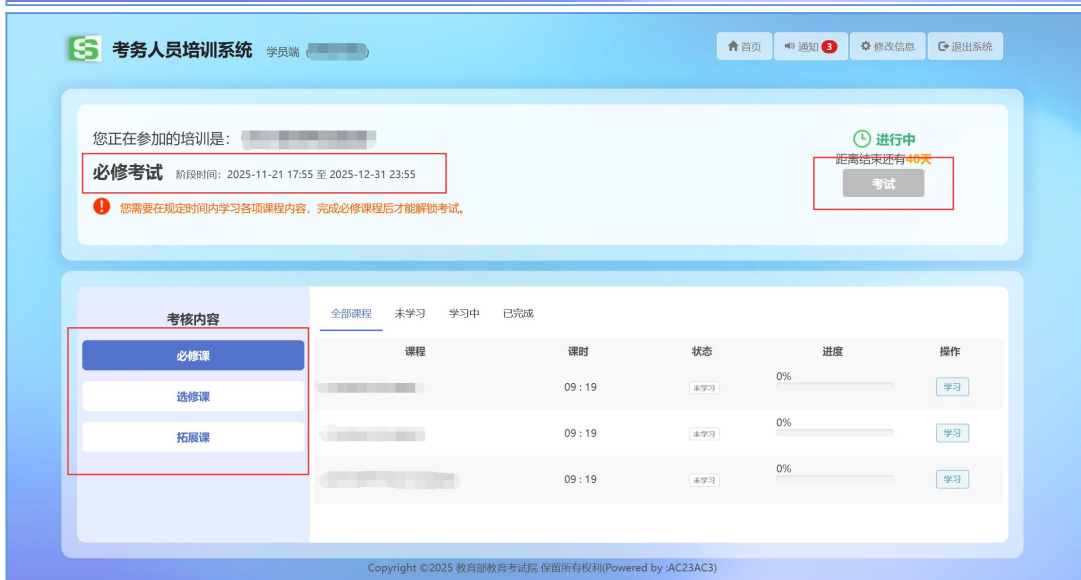 考务人员培训系统 学员端 ( )
首页 通知 3 修改信息 退出系统
您正在参加的培训是：
进行中
距离结束还有40天
必修考试 阶段时间：2025-11-21 17:55 至 2025-12-31 23:55
考试
您需要在规定时间内学习各项课程内容，完成必修课程后才能解锁考试。
考核内容
必修课
选修课
拓展课
全部课程 未学习 学习中 已完成
课程 课时 状态 进度 操作
09 : 19 未学习 0% 学习
09 : 19 未学习 0% 学习
09 : 19 未学习 0% 学习
Copyright ©2025 教育部教育考试院 保留所有权利(Powered by :AC23AC3)